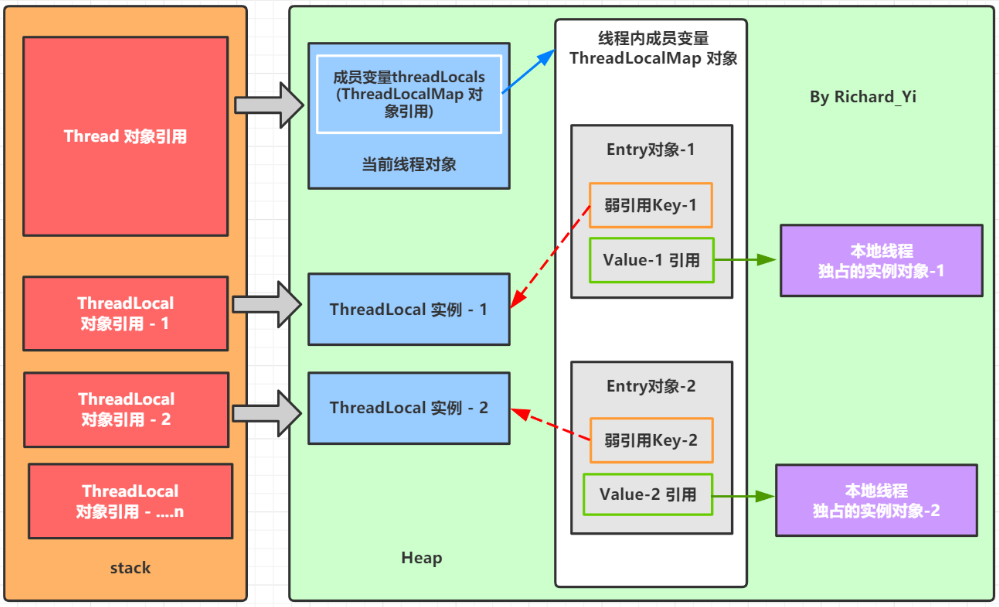 Thread 对象引用
ThreadLocal
对象引用 - 1
ThreadLocal
对象引用 - 2
ThreadLocal
对象引用 - ....n
stack
成员变量threadLocals
(ThreadLocalMap 对
象引用)
当前线程对象
ThreadLocal 实例 - 1
ThreadLocal 实例 - 2
Heap
线程内成员变量
ThreadLocalMap 对象
Entry对象-1
弱引用Key-1
Value-1 引用
Entry对象-2
弱引用Key-2
Value-2 引用
By Richard_Yi
本地线程
独占的实例对象-1
本地线程
独占的实例对象-2